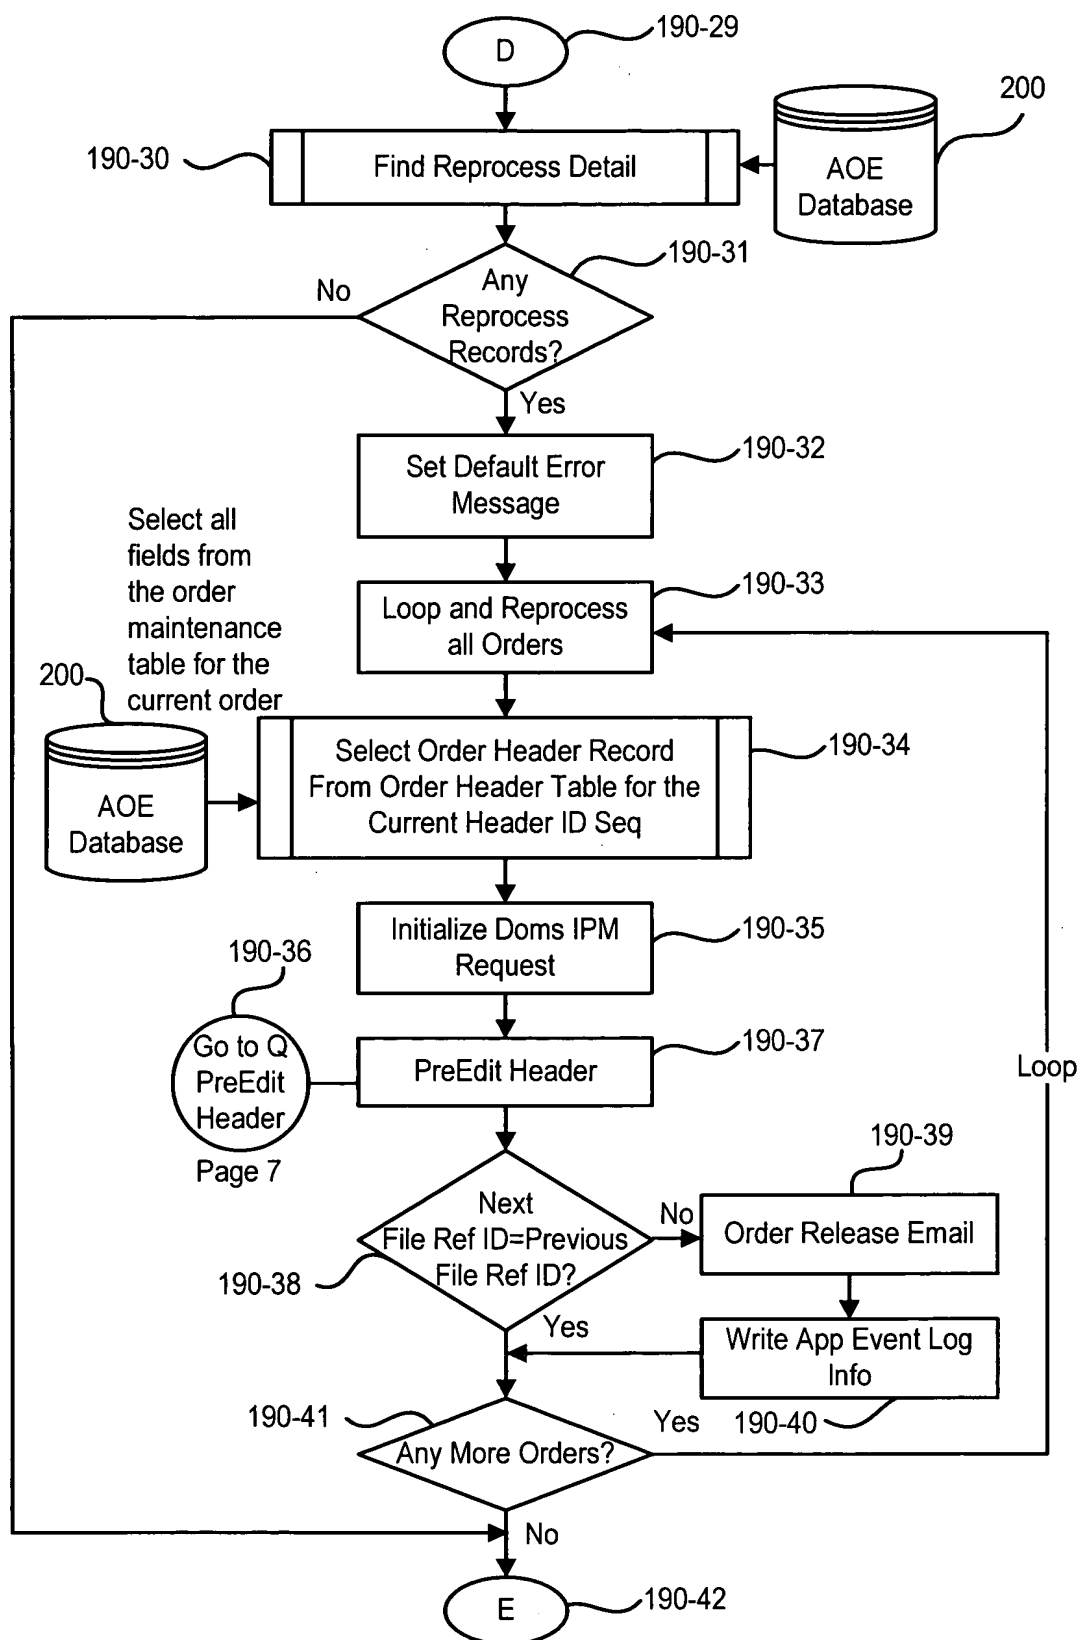 190-29
D
200
190-30
Find Reprocess Detail
AOE
Database
190-31
No
Any
Reprocess
Records?
Yes
190-32
Set Default Error
Message
Select all
fields from
the order
maintenance
table for the
current order
190-33
Loop and Reprocess
all Orders
200
190-34
Select Order Header Record
From Order Header Table for the
Current Header ID Seq
AOE
Database
190-35
Initialize Doms IPM
Request
190-36
Go to Q
PreEdit
Header
Page 7
190-37
PreEdit Header
Loop
190-39
Next
File Ref ID=Previous
File Ref ID?
No
Order Release Email
190-38
Yes
Write App Event Log
Info
190-41
Yes
190-40
Any More Orders?
No
E
190-42